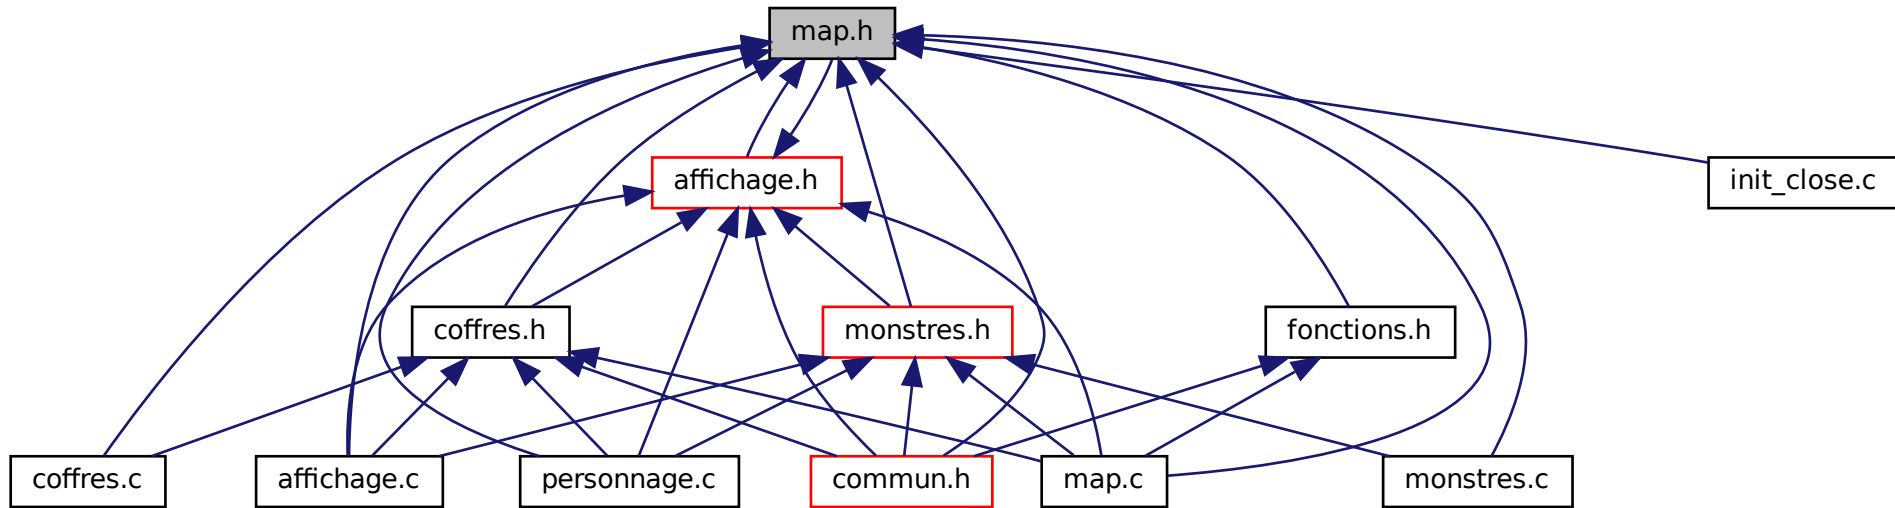 map.h
affichage.h
init_close.c
coffres.h
monstres.h
fonctions.h
coffres.c
affichage.c
personnage.c
commun.h
map.c
monstres.c